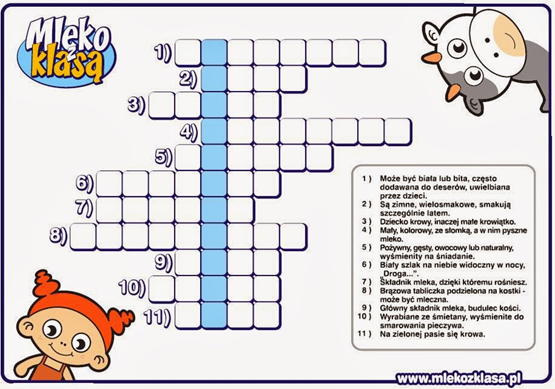 Mleko
klasą
1)
2)
3)
4)
5)
6)
7)
8)
9)
10)
11)
1 ) Może być biała lub bita, często
dodawana do deserów, uwielbiana
przez dzieci.
2 ) Są zimne, wielosmakowe, smakują
szczególnie latem.
3 ) Dziecko krowy, inaczej małe krowiątko.
4 ) Mały, kolorowy, ze słomką, a w nim pyszne
mleko.
5 ) Pożywny, gęsty, owocowy lub naturalny,
wyśmienity na śniadanie.
6 ) Biały szlak na niebie widoczny w nocy,
„Droga...”.
7 ) Składnik mleka, dzięki któremu rośniesz.
8 ) Brązowa tabliczka podzielona na kostki -
może być mleczna.
9 ) Główny składnik mleka, budulec kości.
10 ) Wyrabiane ze śmietany, wyśmienite do
smarowania pieczywa.
11 ) Na zielonej pasie się krowa.
www.mlekozklasa.pl